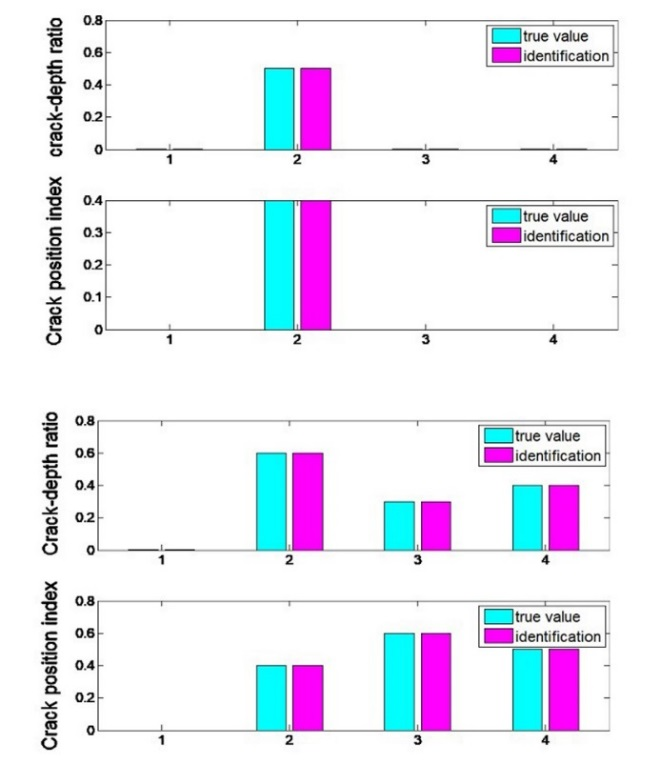 crack-depth ratio
0.8
0.6
0.4
0.2
0
true value
identification
1 2 3 4
Crack position index
0.4
0.3
0.2
0.1
0
true value
identification
1 2 3 4
Crack-depth ratio
0.8
0.6
0.4
0.2
0
true value
identification
1 2 3 4
Crack position index
0.8
0.6
0.4
0.2
0
true value
identification
1 2 3 4